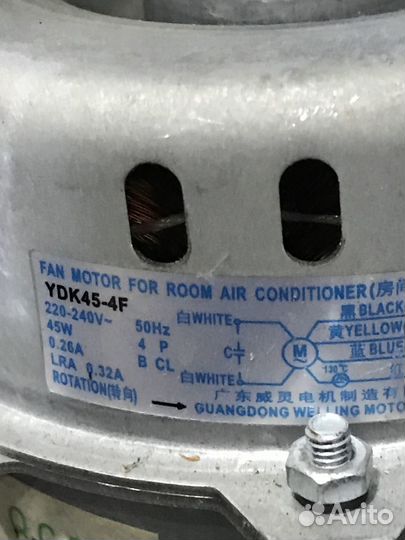 FAN MOTOR FOR ROOM AIR CONDITIONER(房间
YDK45-4F
220-240V~ 50Hz
45W 4 P
0.26A B CL
LRA 0.32A
ROTATION(转向)
白WHITE
C
白WHITE
M
黑BLACK
黄YELLOW
蓝BLUE
130℃
广东威灵电机制造有
GUANGDONG WELLING MOTO
Avito